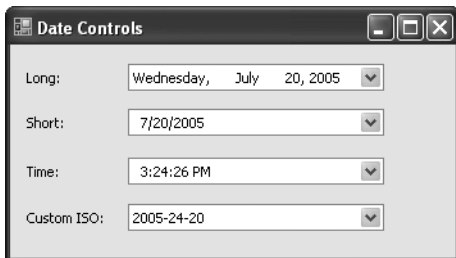 Date Controls
Long: Wednesday, July 20, 2005
Short: 7/20/2005
Time: 3:24:26 PM
Custom ISO: 2005-24-20